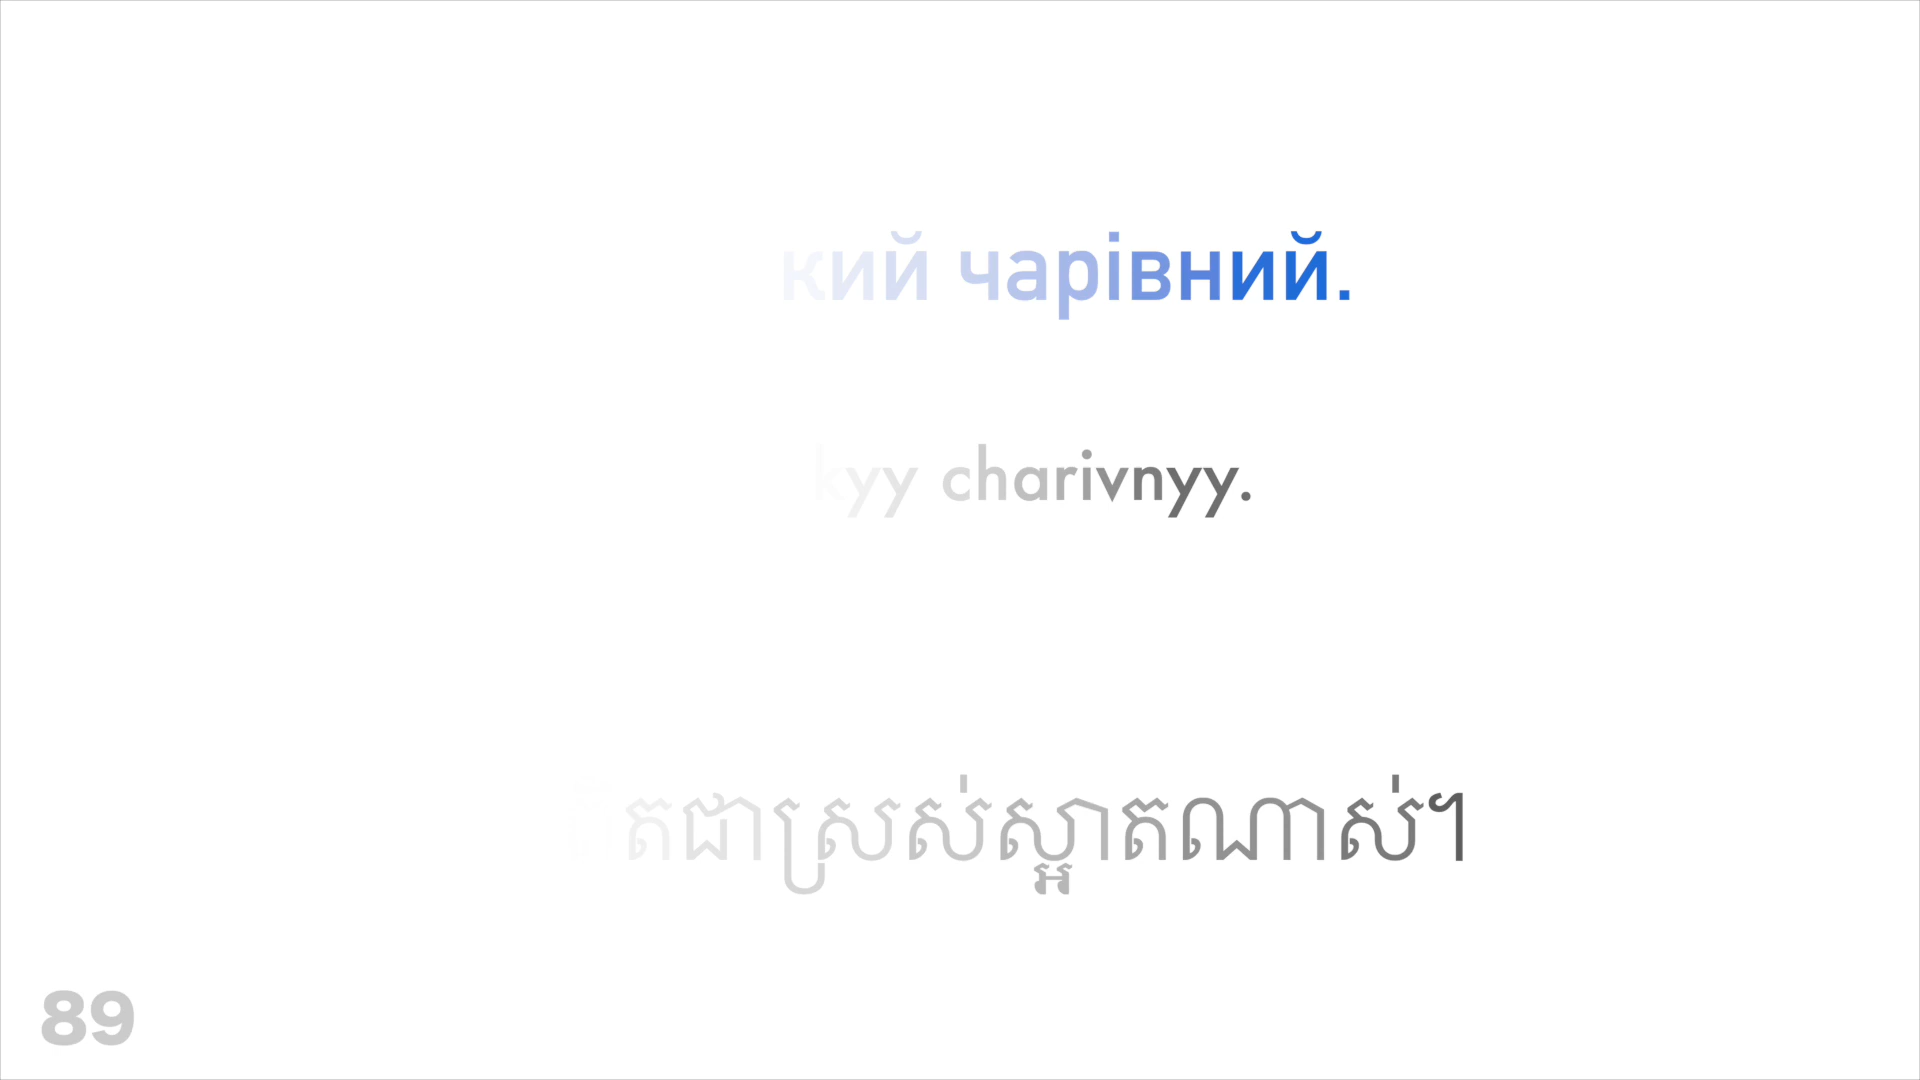 кий чарівний.
kyy charivnyy.
ិតជាស្រស់ស្អាតណាស់។
89